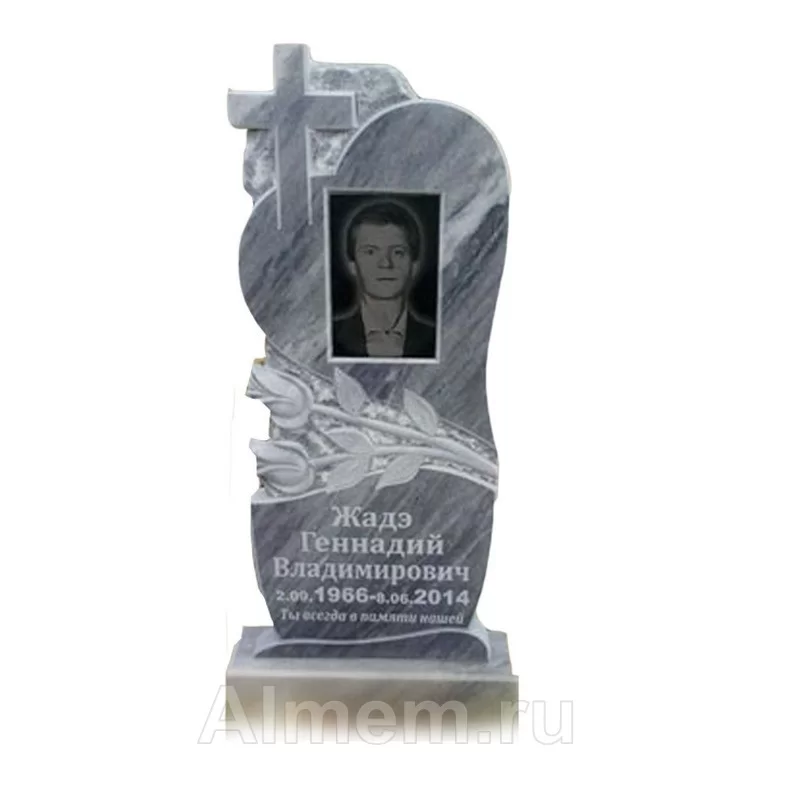 Жадэ
Геннадий
Владимирович
2.09.1966-8.06.2014
Ты всегда в памяти нашей
Almem.ru